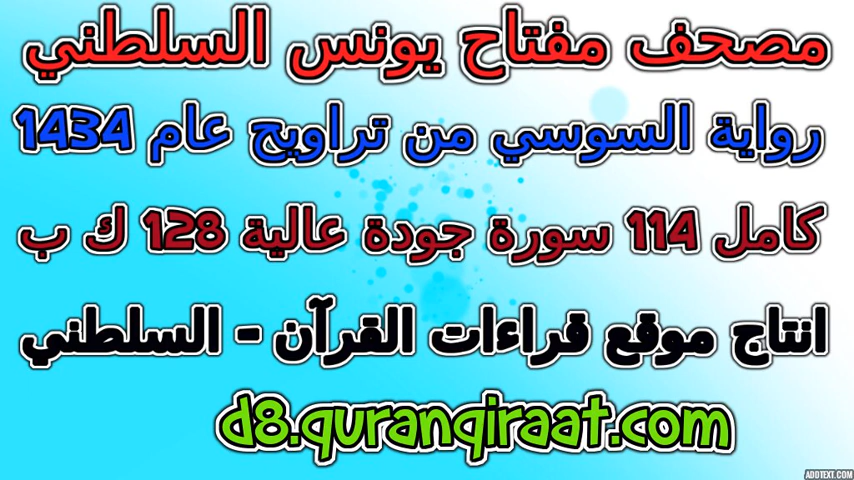 مصحف مفتاح يونس السلطني
رواية السوسي من تراويح عام 1434
كامل 114 سورة جودة عالية 128 ك ب
انتاج موقع قراءات القرآن - السلطني
d8.quranqiraat.com
ADDTEXT.COM